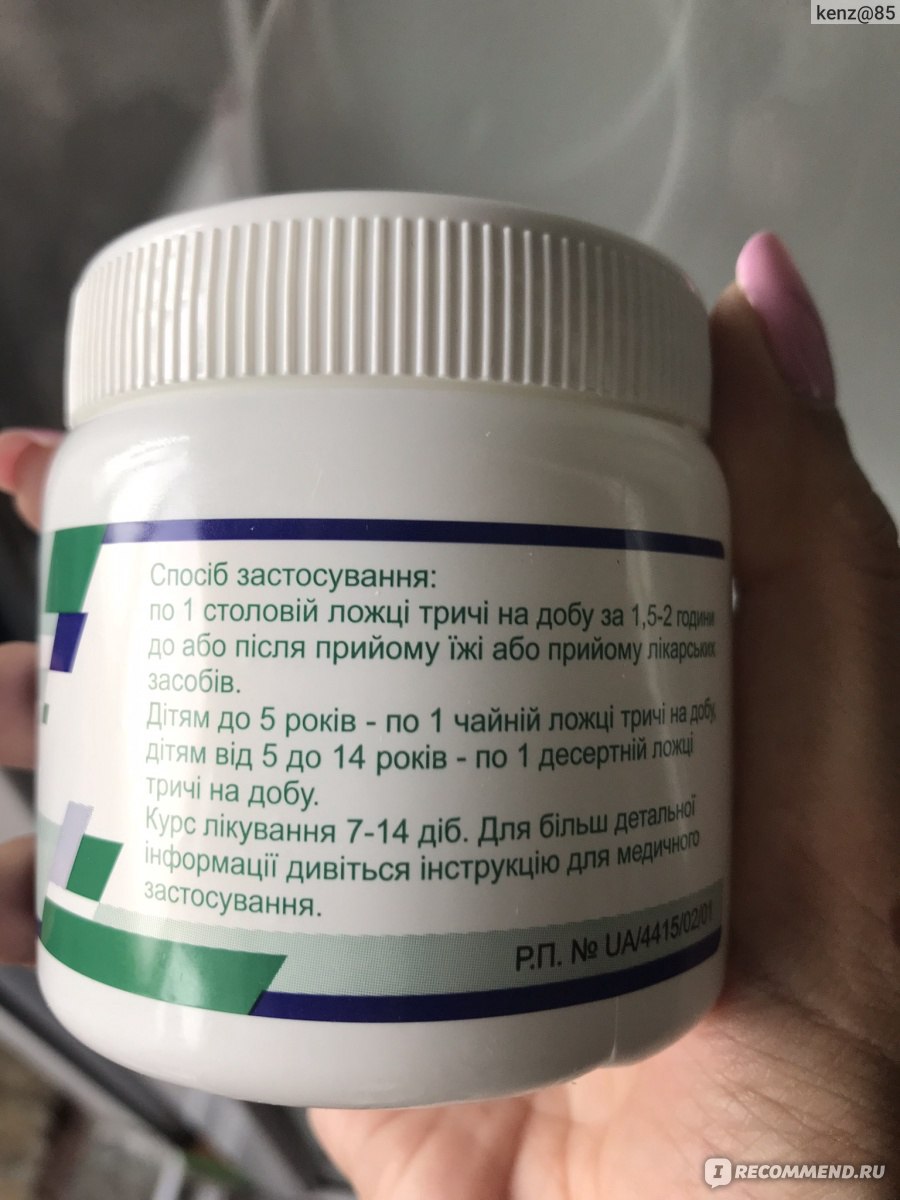 kenz@85
Спосіб застосування:
по 1 столовій ложці тричі на добу за 1,5-2 години
до або після прийому їжі або прийому лікарських
засобів.
Дітям до 5 років - по 1 чайній ложці тричі на добу,
дітям від 5 до 14 років - по 1 десертній ложці
тричі на добу.
Курс лікування 7-14 діб. Для більш детальної
інформації дивіться інструкцію для медичного
застосування.
Р.П. № UA/4415/02/01
IRECOMMEND.RU